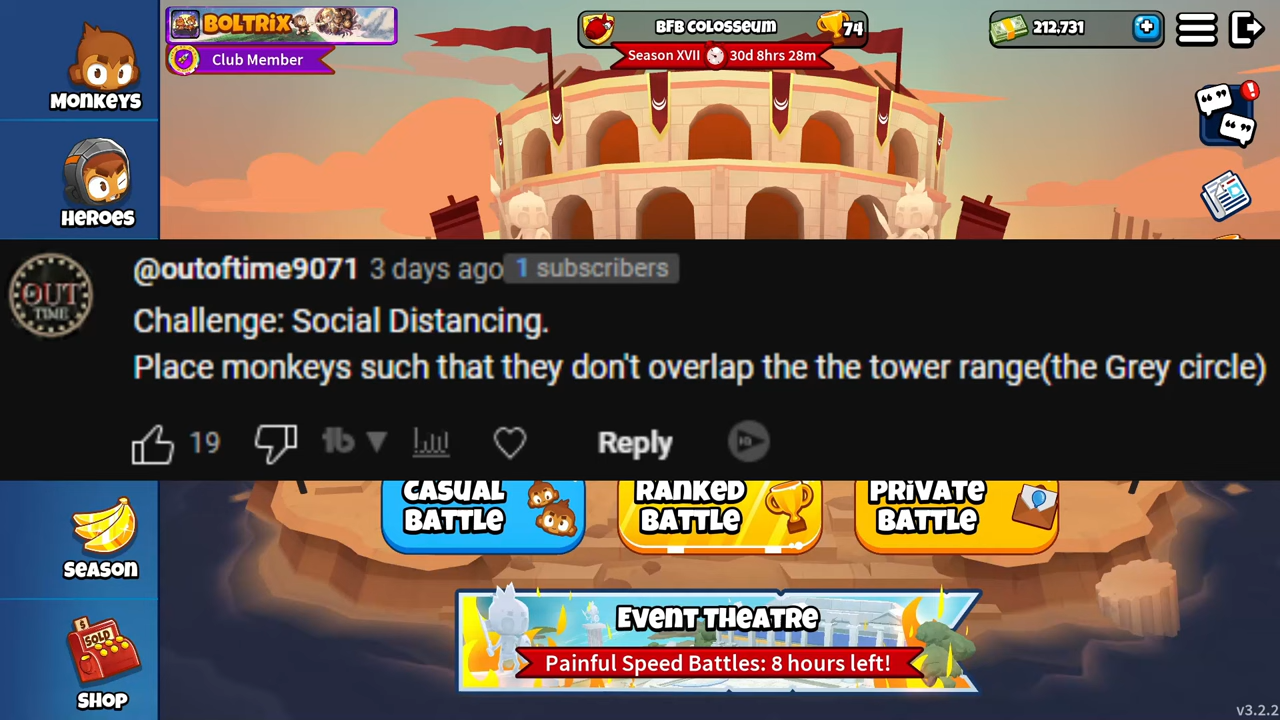 MONKEYS
HEROES
BOLTRIX
Club Member
BFB COLOSSEUM
74
Season XVII 30d 8hrs 28m
212,731
OUT
TIME
@outoftime9071 3 days ago 1 subscribers
Challenge: Social Distancing.
Place monkeys such that they don't overlap the the tower range(the Grey circle)
19
Reply
CASUAL
BATTLE
RANKED
BATTLE
PRIVATE
BATTLE
SEASON
SOLD
SHOP
EVENT THEATRE
Painful Speed Battles: 8 hours left!
v3.2.2